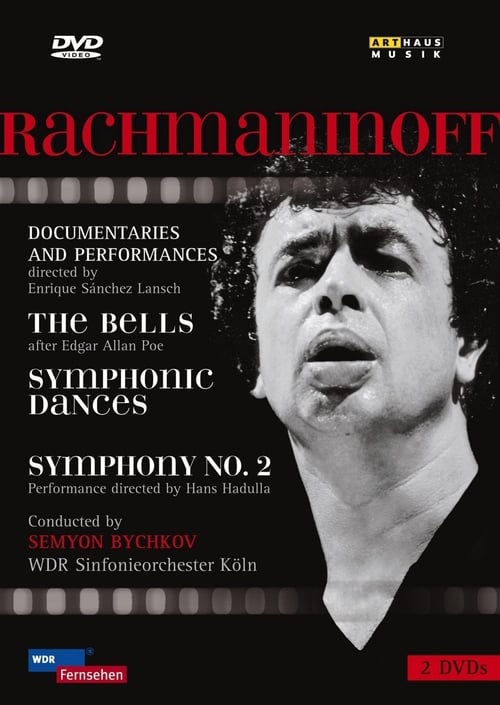 DVD
VIDEO
ARTHAUS
MUSIK
RACHMANINOFF
DOCUMENTARIES
AND PERFORMANCES
directed by
Enrique Sánchez Lansch
THE BELLS
after Edgar Allan Poe
SYMPHONIC
DANCES
SYMPHONY NO. 2
Performance directed by Hans Hadulla
Conducted by
SEMYON BYCHKOV
WDR Sinfonieorchester Köln
WDR ®
Fernsehen
2 DVDs